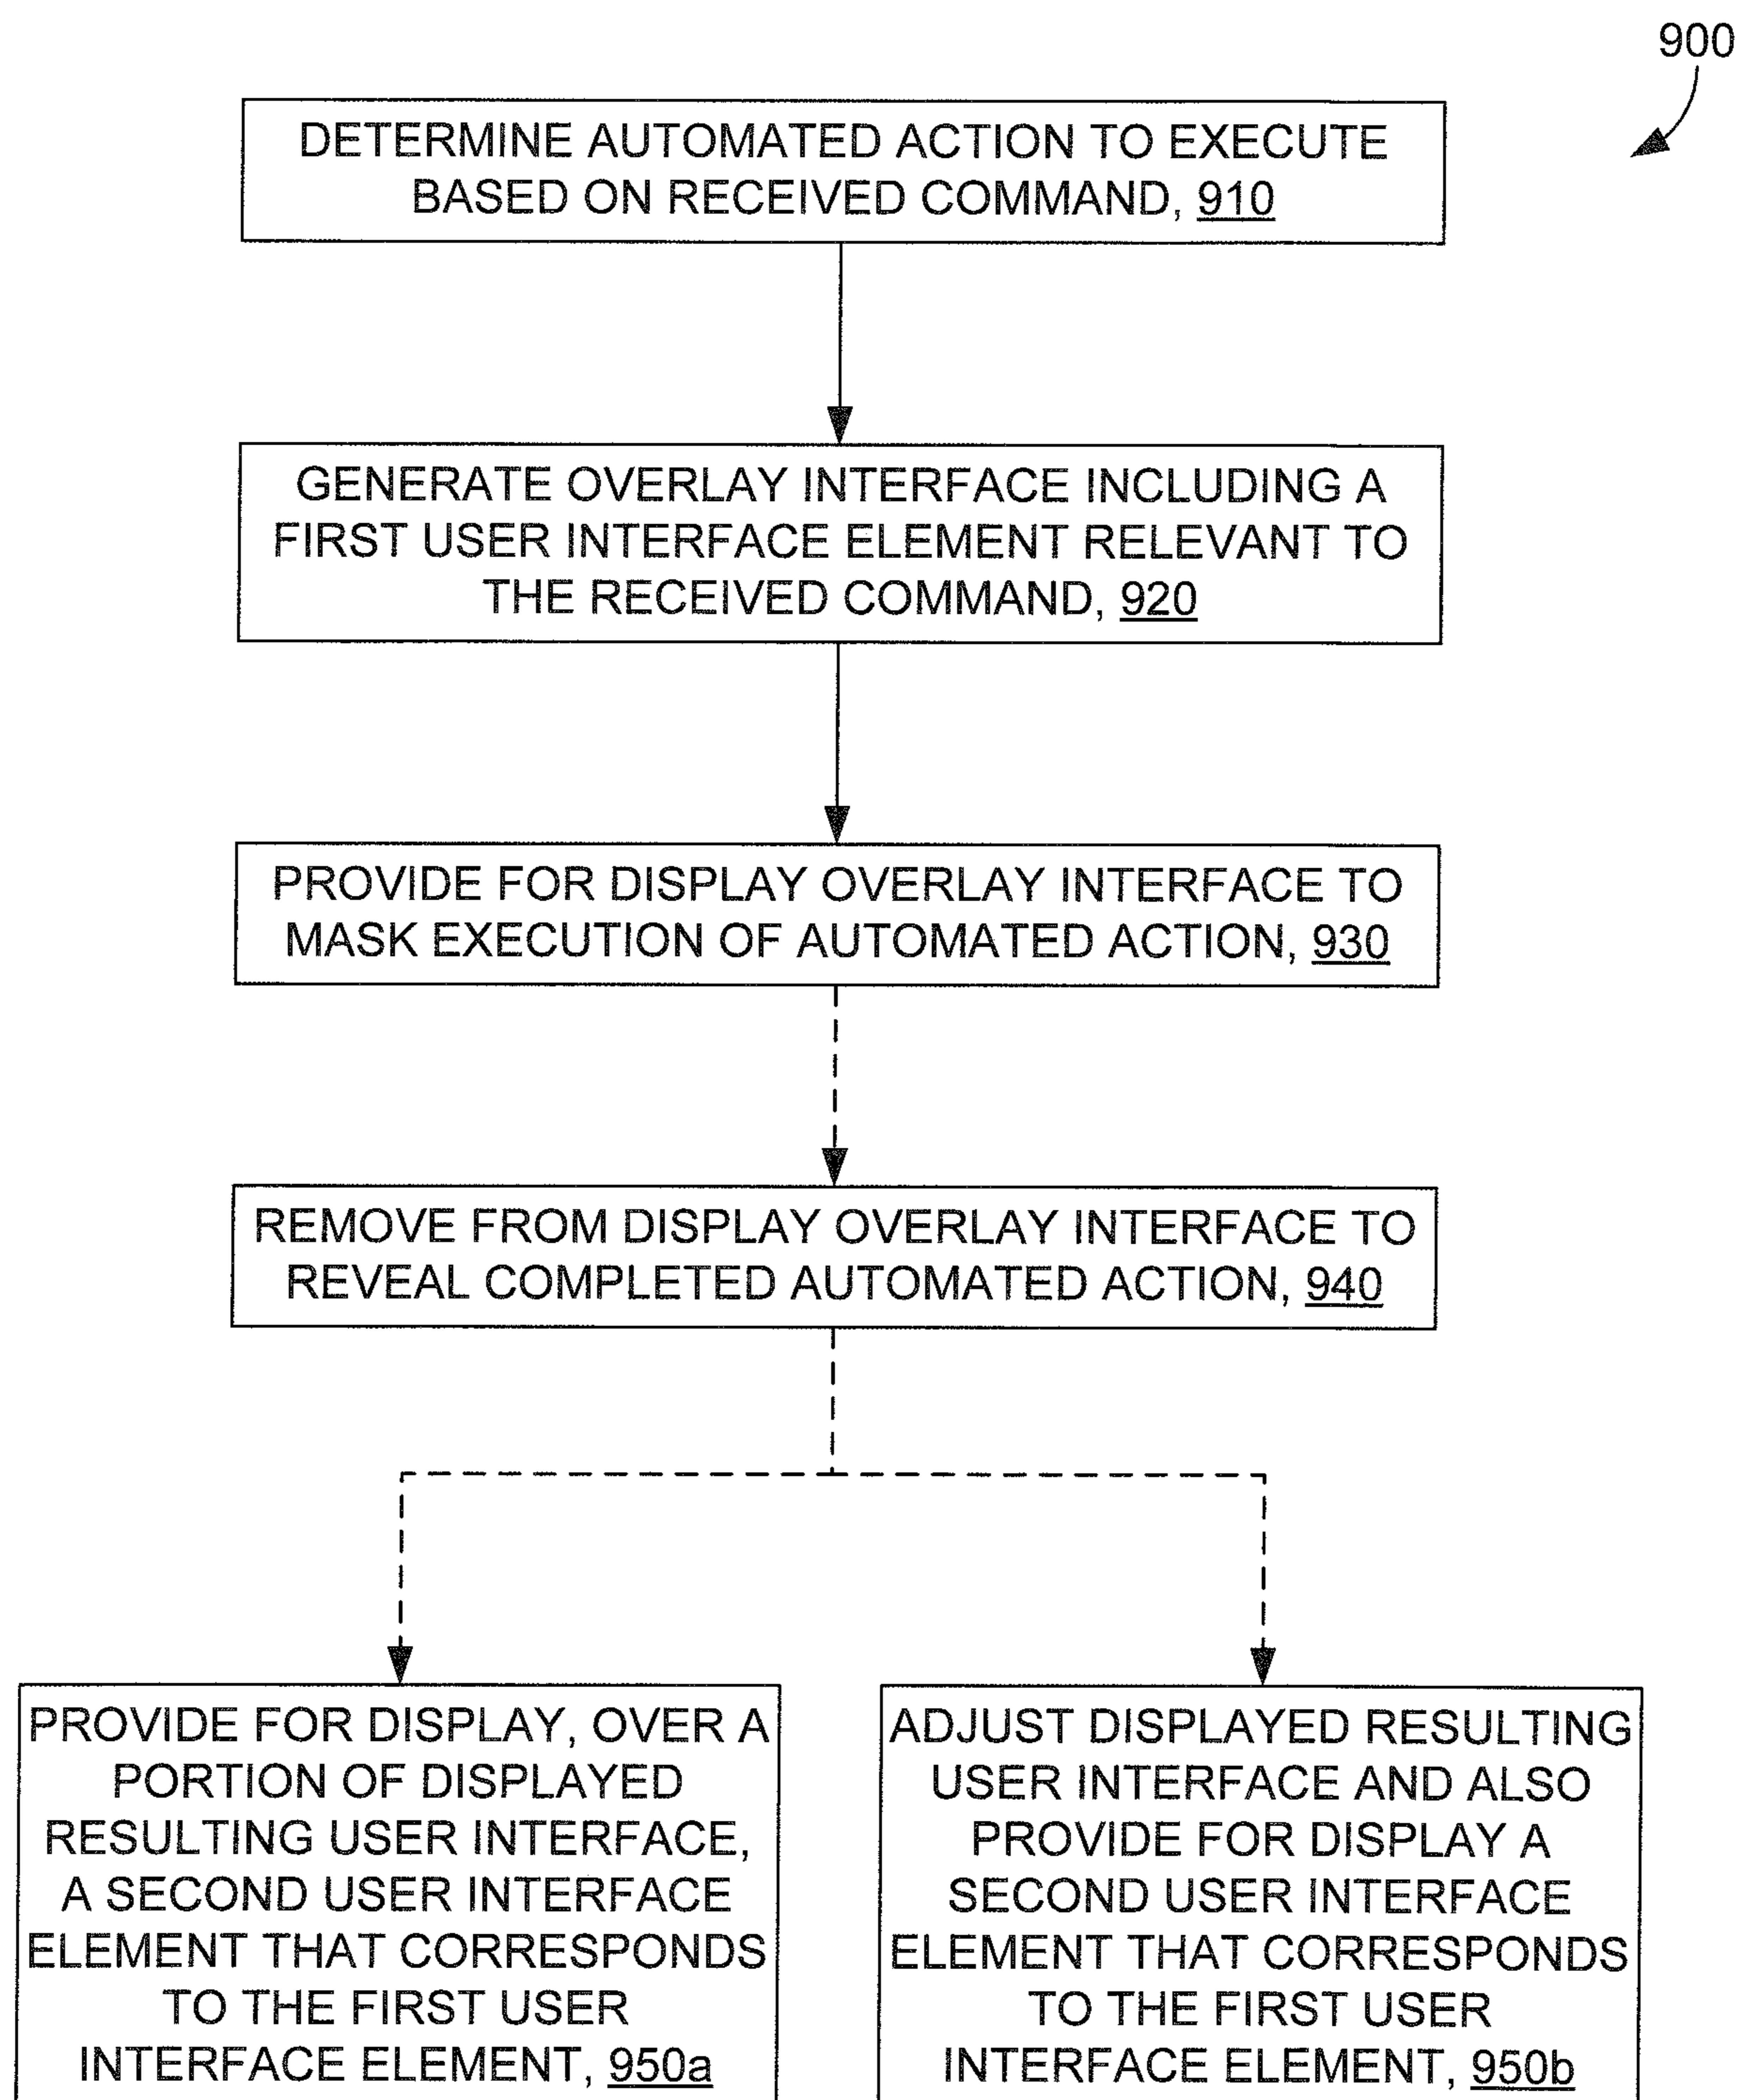 900
DETERMINE AUTOMATED ACTION TO EXECUTE
BASED ON RECEIVED COMMAND, 910
GENERATE OVERLAY INTERFACE INCLUDING A
FIRST USER INTERFACE ELEMENT RELEVANT TO
THE RECEIVED COMMAND, 920
PROVIDE FOR DISPLAY OVERLAY INTERFACE TO
MASK EXECUTION OF AUTOMATED ACTION, 930
REMOVE FROM DISPLAY OVERLAY INTERFACE TO
REVEAL COMPLETED AUTOMATED ACTION, 940
PROVIDE FOR DISPLAY, OVER A
PORTION OF DISPLAYED
RESULTING USER INTERFACE,
A SECOND USER INTERFACE
ELEMENT THAT CORRESPONDS
TO THE FIRST USER
INTERFACE ELEMENT, 950a
ADJUST DISPLAYED RESULTING
USER INTERFACE AND ALSO
PROVIDE FOR DISPLAY A
SECOND USER INTERFACE
ELEMENT THAT CORRESPONDS
TO THE FIRST USER
INTERFACE ELEMENT, 950b